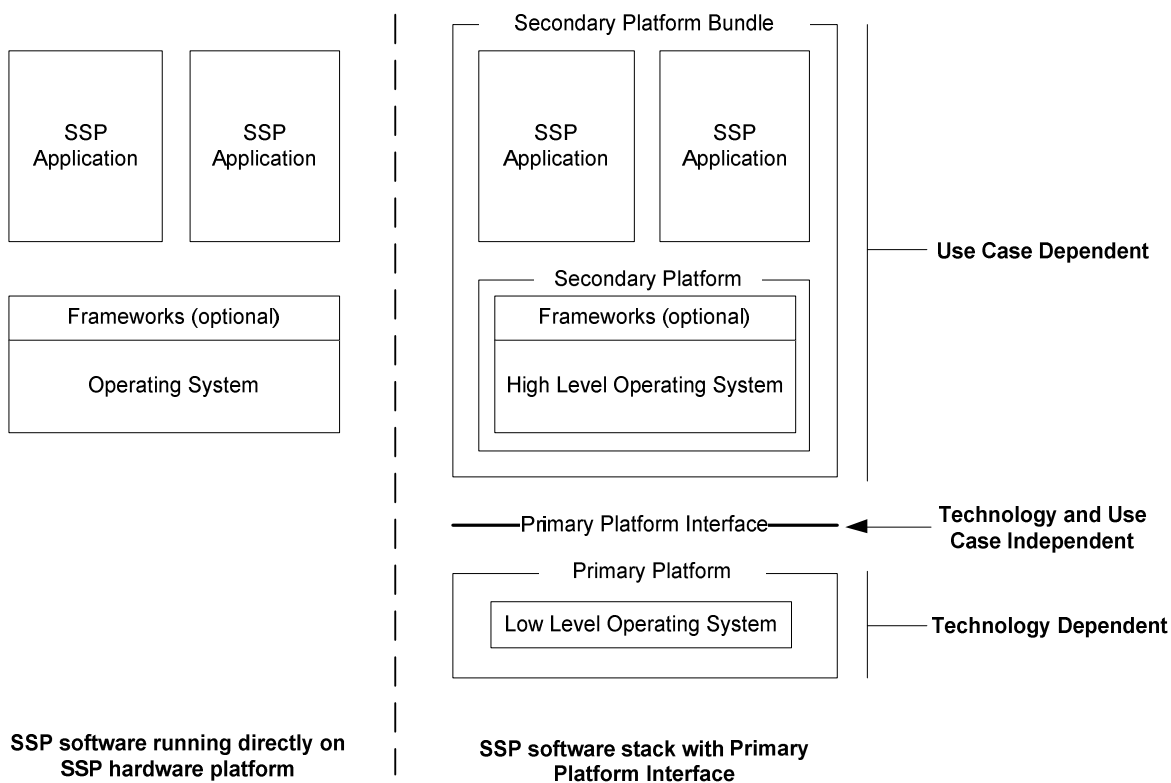 SSP
Application
SSP
Application
Frameworks (optional)
Operating System
SSP software running directly on
SSP hardware platform
Secondary Platform Bundle
SSP
Application
SSP
Application
Secondary Platform
Frameworks (optional)
High Level Operating System
Primary Platform Interface
Primary Platform
Low Level Operating System
SSP software stack with Primary
Platform Interface
Use Case Dependent
Technology and Use
Case Independent
Technology Dependent